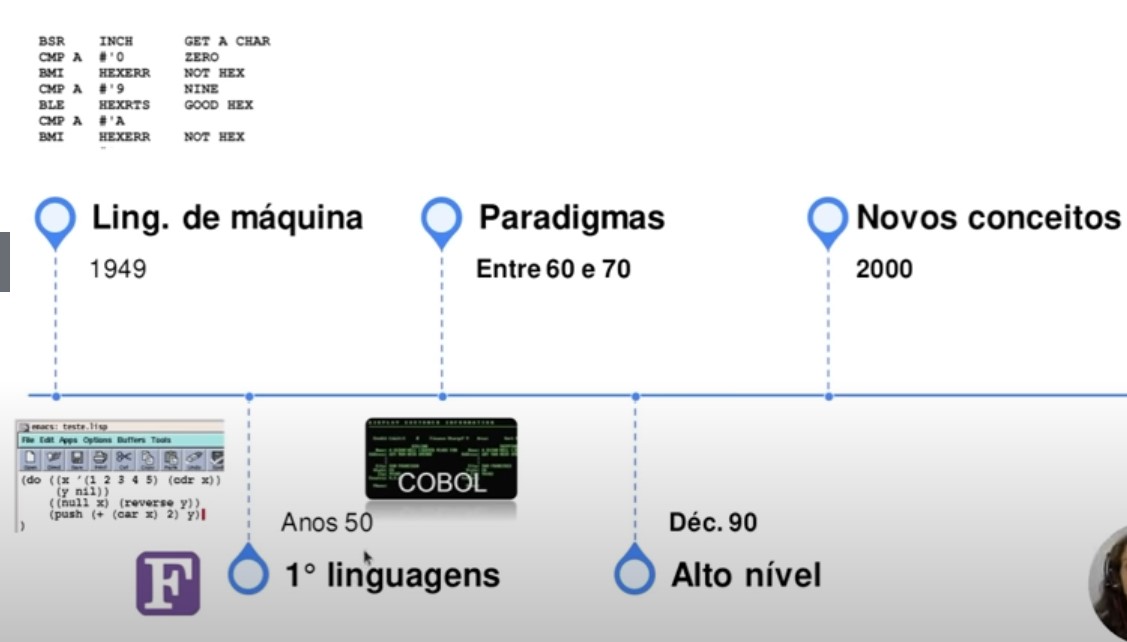 BSR INCH GET A CHAR
CMP A #'0 ZERO
BMI HEXERR NOT HEX
CMP A #'9 NINE
BLE HEXRTS GOOD HEX
CMP A #'A
BMI HEXERR NOT HEX
Ling. de máquina
1949
Paradigmas
Entre 60 e 70
Novos conceitos
2000
emacs: teste.lisp
File Edit Apps Options Buffers Tools
(do ((x '(1 2 3 4 5) (cdr x))
(y nil))
((null x) (reverse y))
(push (+ (car x) 2) y)
)
DISPLAY CUSTOMER INFORMATION
COBOL
F
Anos 50
1° linguagens
Déc. 90
Alto nível